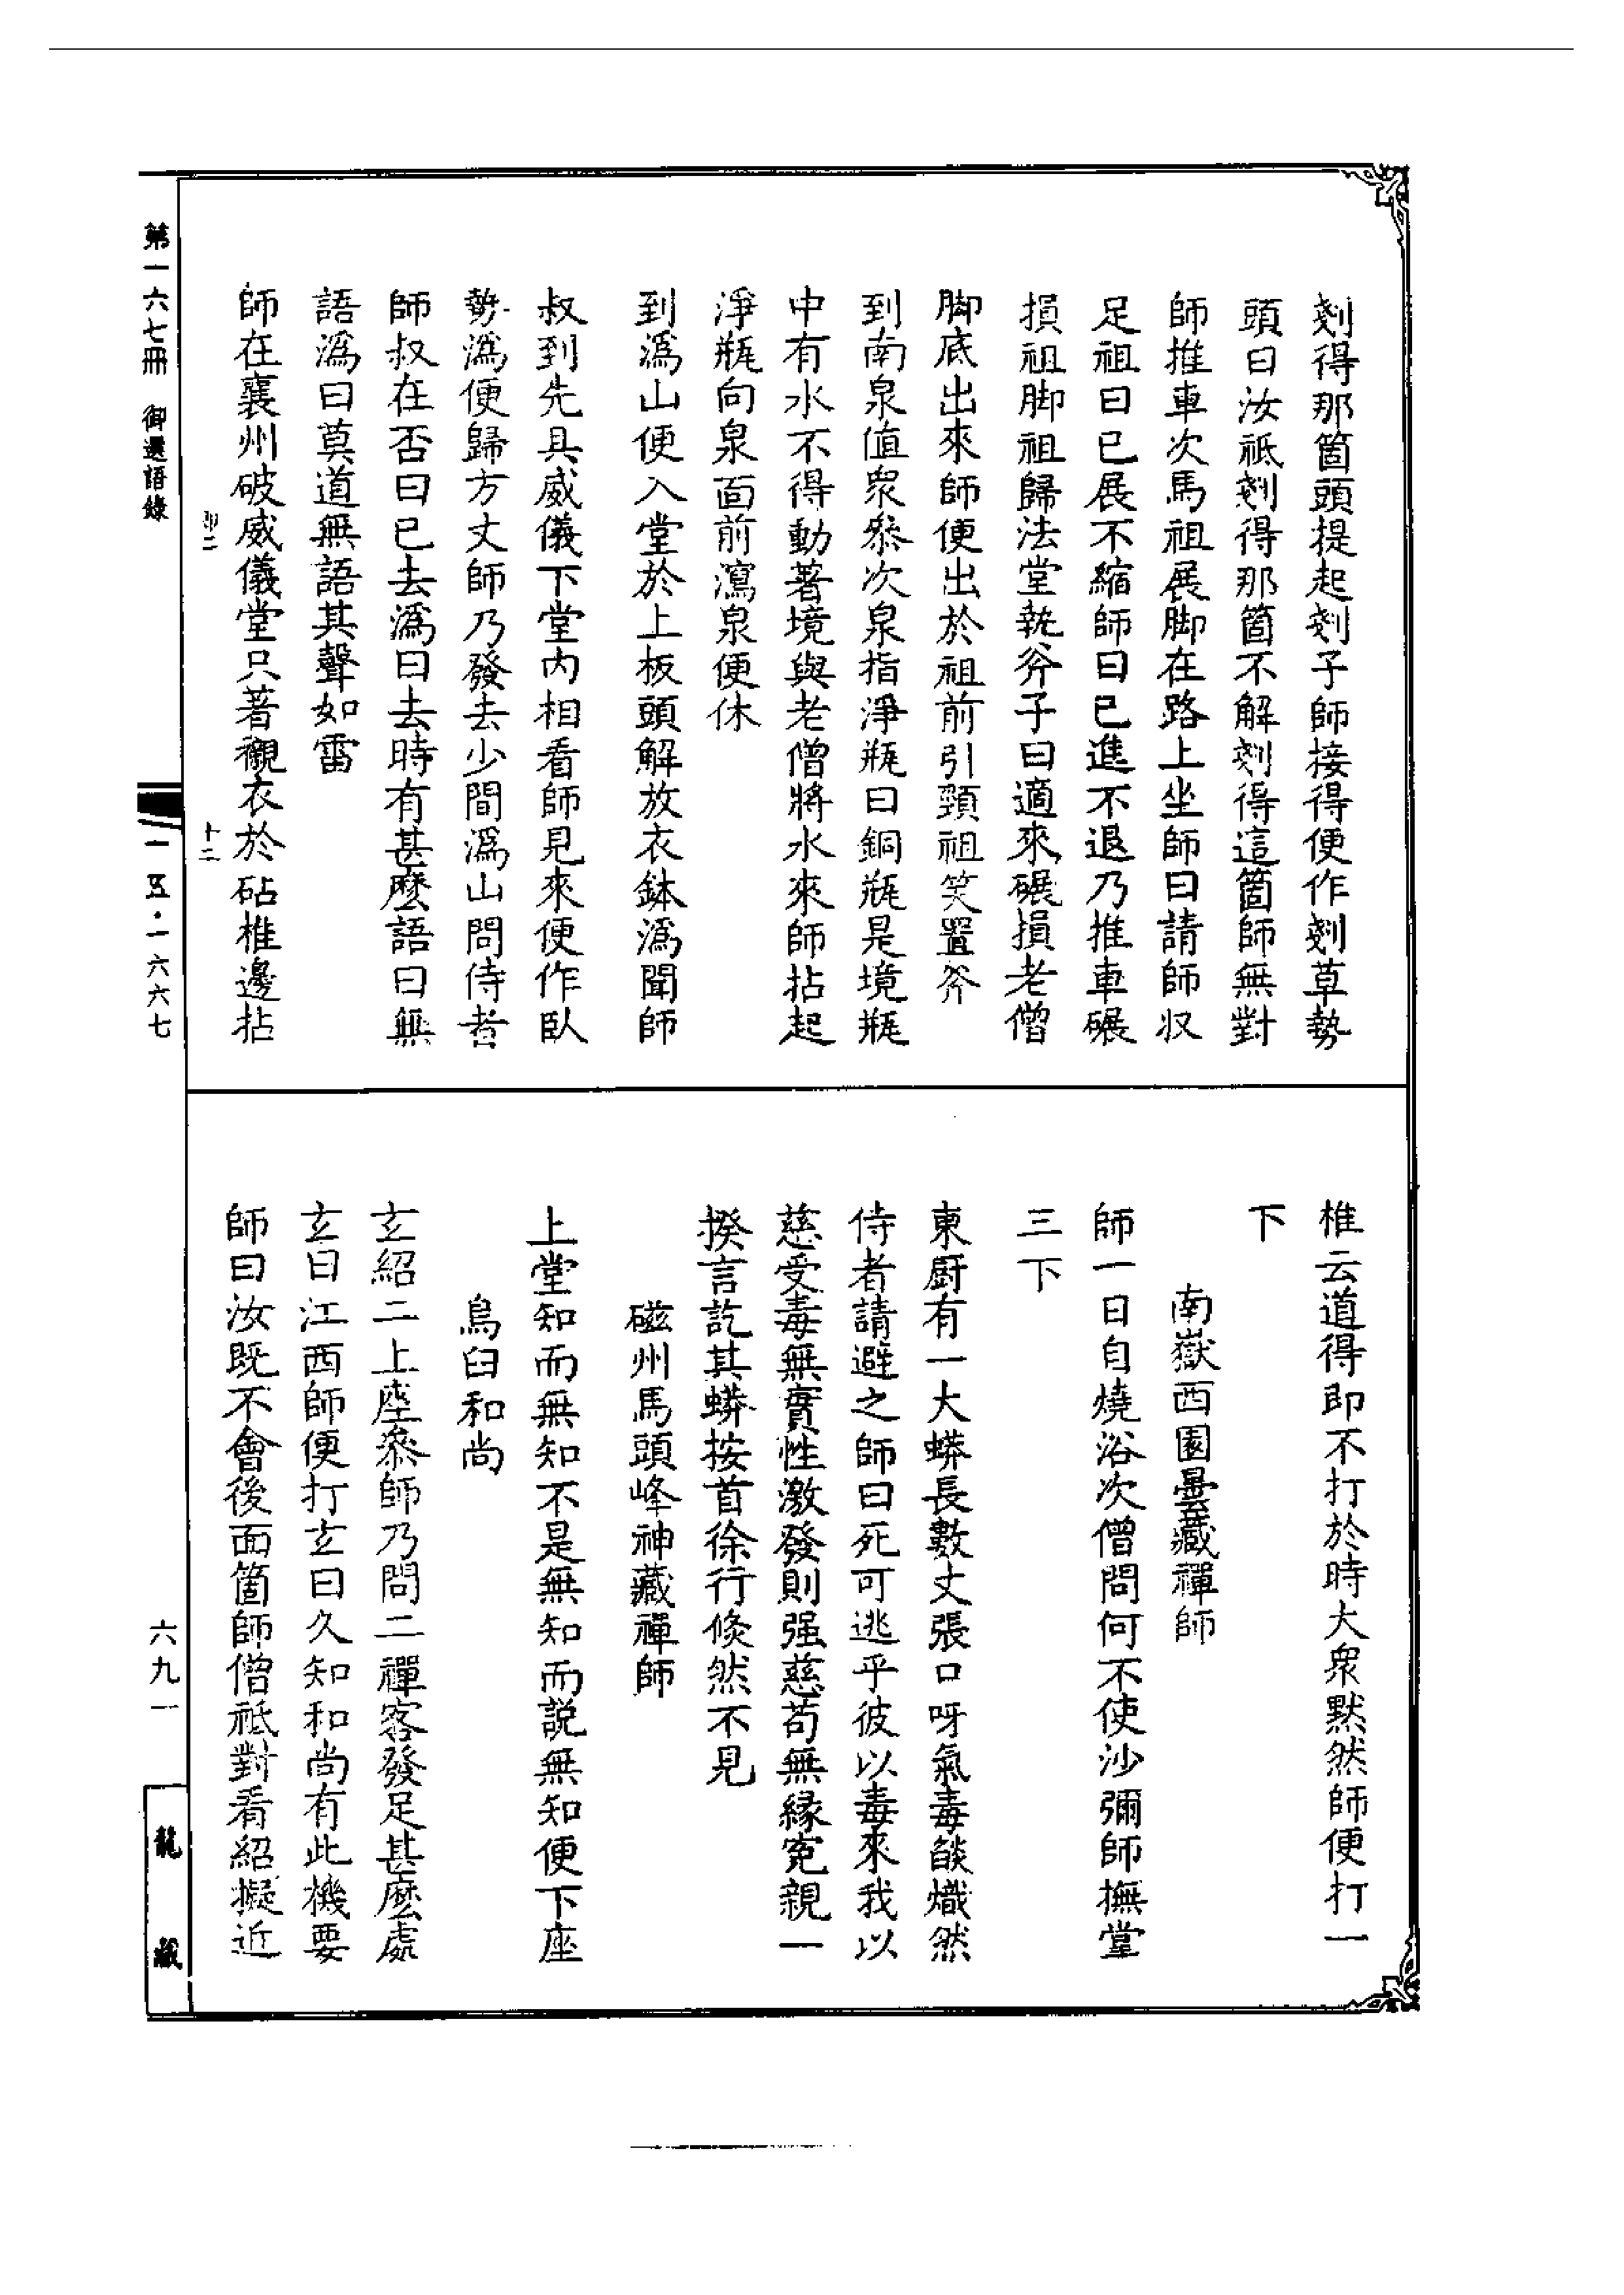 剗得那箇頭提起剗子師接得便作剗草勢
頭曰汝祇剗得那箇不解剗得這箇師無對
師推車次馬祖展脚在路上坐師曰請師収
足祖曰已展不縮師曰已進不退乃推車碾
損祖脚祖歸法堂執斧子曰適來碾損老僧
脚底出來師便出於祖前引頸祖笑置斧
到南泉值眾叅次泉指淨瓶曰銅瓶是境瓶
中有水不得動著境與老僧將水來師拈起
淨瓶向泉面前瀉泉便休
到溈山便入堂於上板頭解放衣鉢溈聞師
叔到先具威儀下堂內相看師見來便作臥
勢溈便歸方丈師乃發去少間溈山問侍者
師叔在否曰已去溈曰去時有甚麼語曰無
語溈曰莫道無語其聲如雷
師在襄州破威儀堂只著襯衣於砧椎邊拈
椎云道得即不打於時大眾默然師便打一
下
南嶽西園曇藏禪師
師一日自燒浴次僧問何不使沙彌師撫掌
三下
東厨有一大蟒長數丈張口呀氣毒燄熾然
侍者請避之師曰死可逃乎彼以毒來我以
慈受毒無實性激發則强慈苟無緣寃親一
揆言訖其蟒按首徐行倏然不見
磁州馬頭峰神藏禪師
上堂知而無知不是無知而説無知便下座
烏臼和尚
玄紹二上座叅師乃問二禪客發足甚麼處
玄曰江西師便打玄曰久知和尚有此機要
師曰汝既不會後面箇師僧祇對看紹擬近
第一六七冊 御選語錄
十二
一五·一六六七
六九一
龍藏